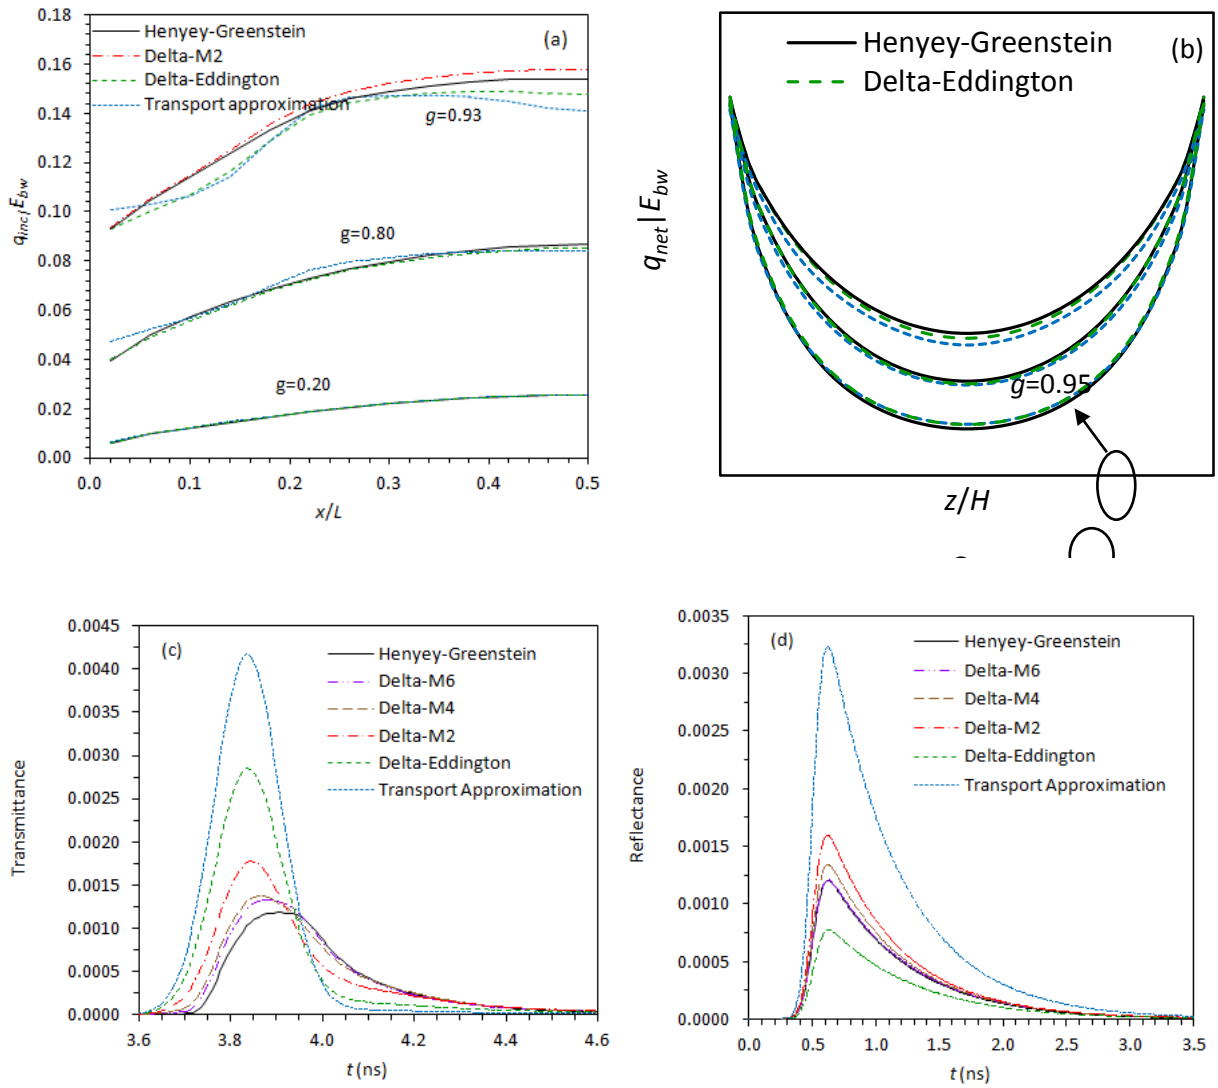 0.18
0.16
0.14
0.12
0.10
0.08
0.06
0.04
0.02
0.00
q_inc/E_bw
Henyey-Greenstein
Delta-M2
Delta-Eddington
Transport approximation
(a)
g=0.93
g=0.80
g=0.20
0.0 0.1 0.2 0.3 0.4 0.5
x/L
Henyey-Greenstein
Delta-Eddington
(b)
q_net|E_bw
g=0.95
z/H
0.0045
0.0040
0.0035
0.0030
0.0025
0.0020
0.0015
0.0010
0.0005
0.0000
Transmittance
(c)
Henyey-Greenstein
Delta-M6
Delta-M4
Delta-M2
Delta-Eddington
Transport Approximation
3.6 3.8 4.0 4.2 4.4 4.6
t (ns)
0.0035
0.0030
0.0025
0.0020
0.0015
0.0010
0.0005
0.0000
Reflectance
(d)
Henyey-Greenstein
Delta-M6
Delta-M4
Delta-M2
Delta-Eddington
Transport Approximation
0.0 0.5 1.0 1.5 2.0 2.5 3.0 3.5
t (ns)